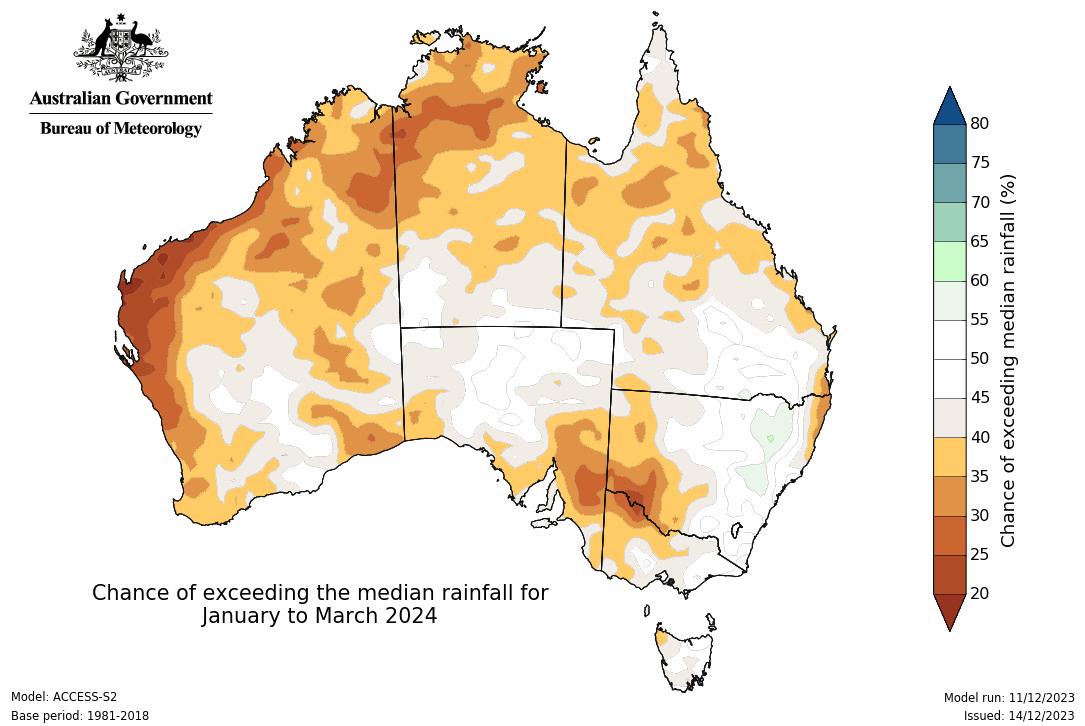 AUSTRALIA
Australian Government
Bureau of Meteorology
80
75
70
65
60
55
50
45
40
35
30
25
20
Chance of exceeding median rainfall (%)
Chance of exceeding the median rainfall for
January to March 2024
Model: ACCESS-S2
Base period: 1981-2018
Model run: 11/12/2023
Issued: 14/12/2023